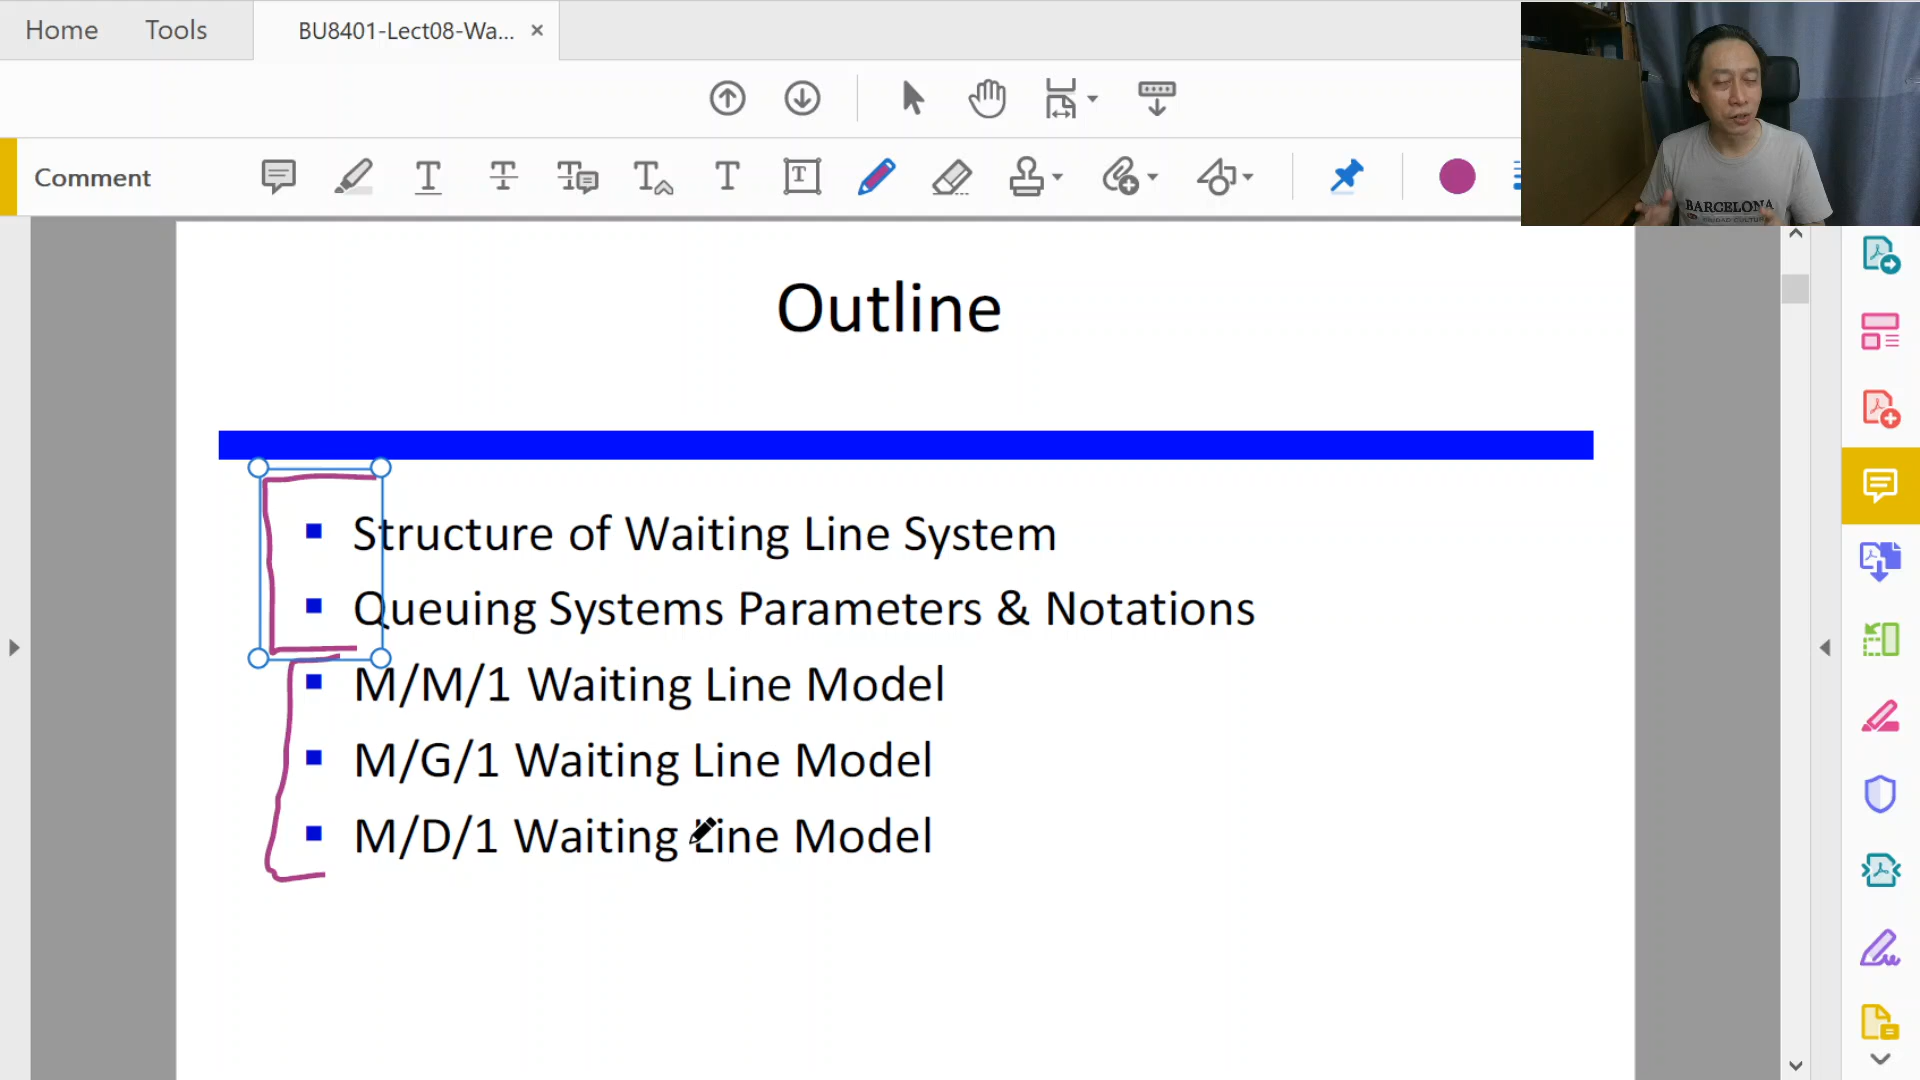 Home Tools BU8401-Lect08-Wa...
Comment
BARCELONA
Outline
Structure of Waiting Line System
Queuing Systems Parameters & Notations
M/M/1 Waiting Line Model
M/G/1 Waiting Line Model
M/D/1 Waiting Line Model